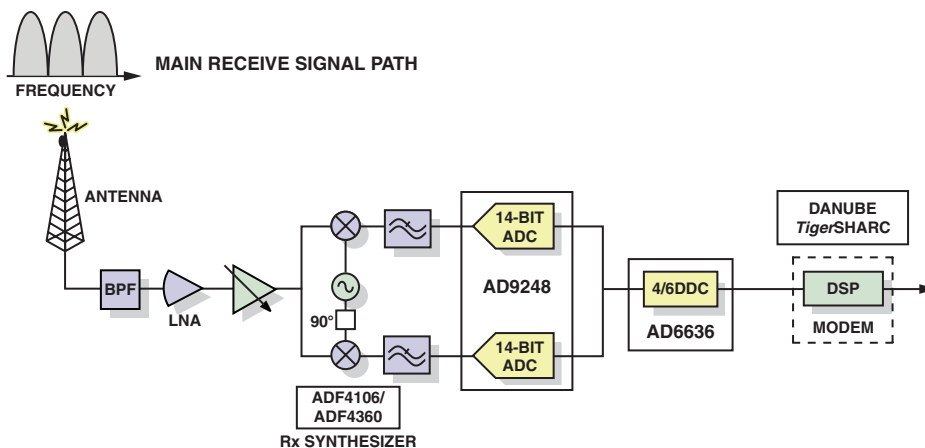 MAIN RECEIVE SIGNAL PATH
FREQUENCY
ANTENNA
BPF
LNA
90°
ADF4106/
ADF4360
Rx SYNTHESIZER
14-BIT
ADC
AD9248
14-BIT
ADC
4/6DDC
AD6636
DANUBE
TigerSHARC
DSP
MODEM